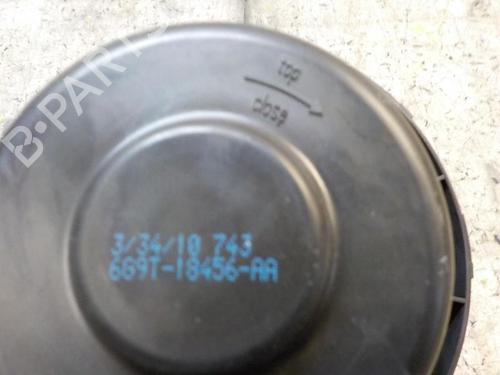 B-PARTS
top
close
3/34/10 743
6G9T-18456-AA